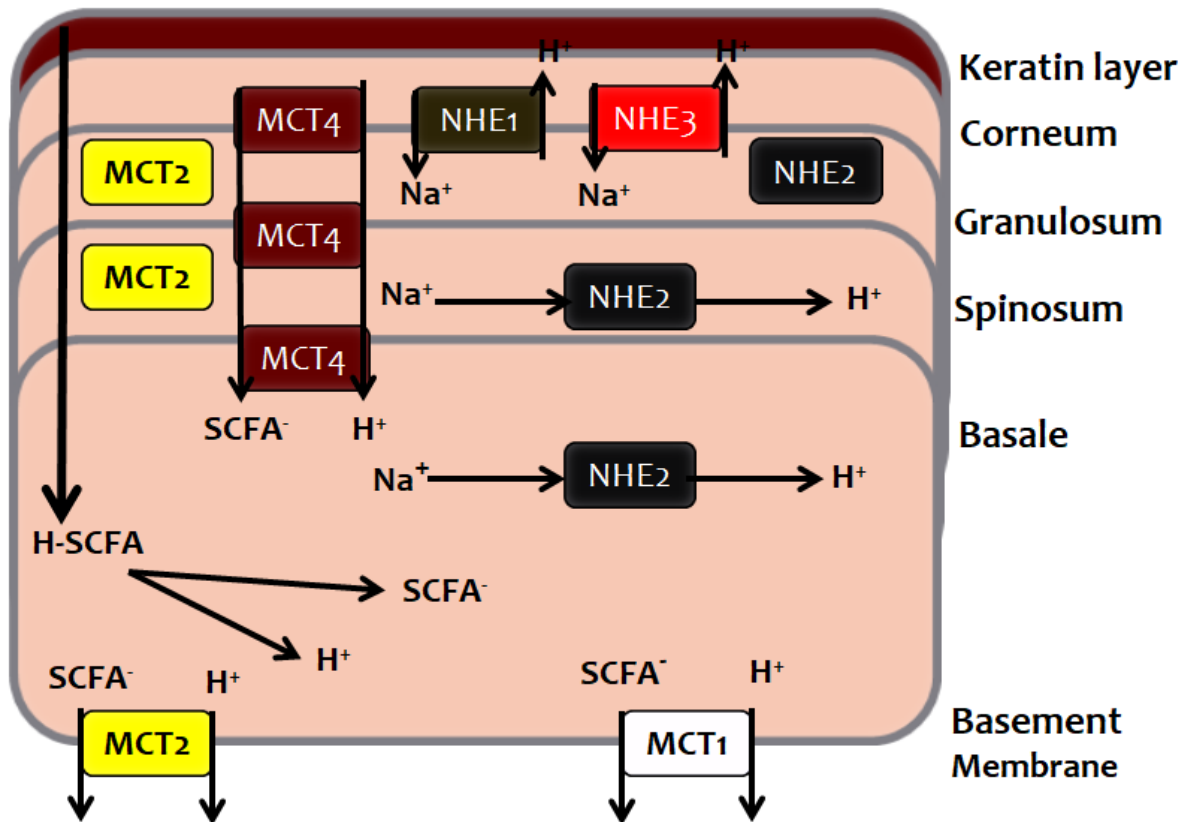 H⁺
H⁺
Keratin layer
MCT4
NHE1
NHE3
Corneum
MCT2
NHE2
Na⁺
Na⁺
Granulosum
MCT4
MCT2
Na⁺
NHE2
H⁺
Spinosum
MCT4
SCFA⁻
H⁺
Basale
Na⁺
NHE2
H⁺
H-SCFA
SCFA⁻
H⁺
SCFA⁻
H⁺
SCFA⁻
H⁺
MCT2
MCT1
Basement
Membrane